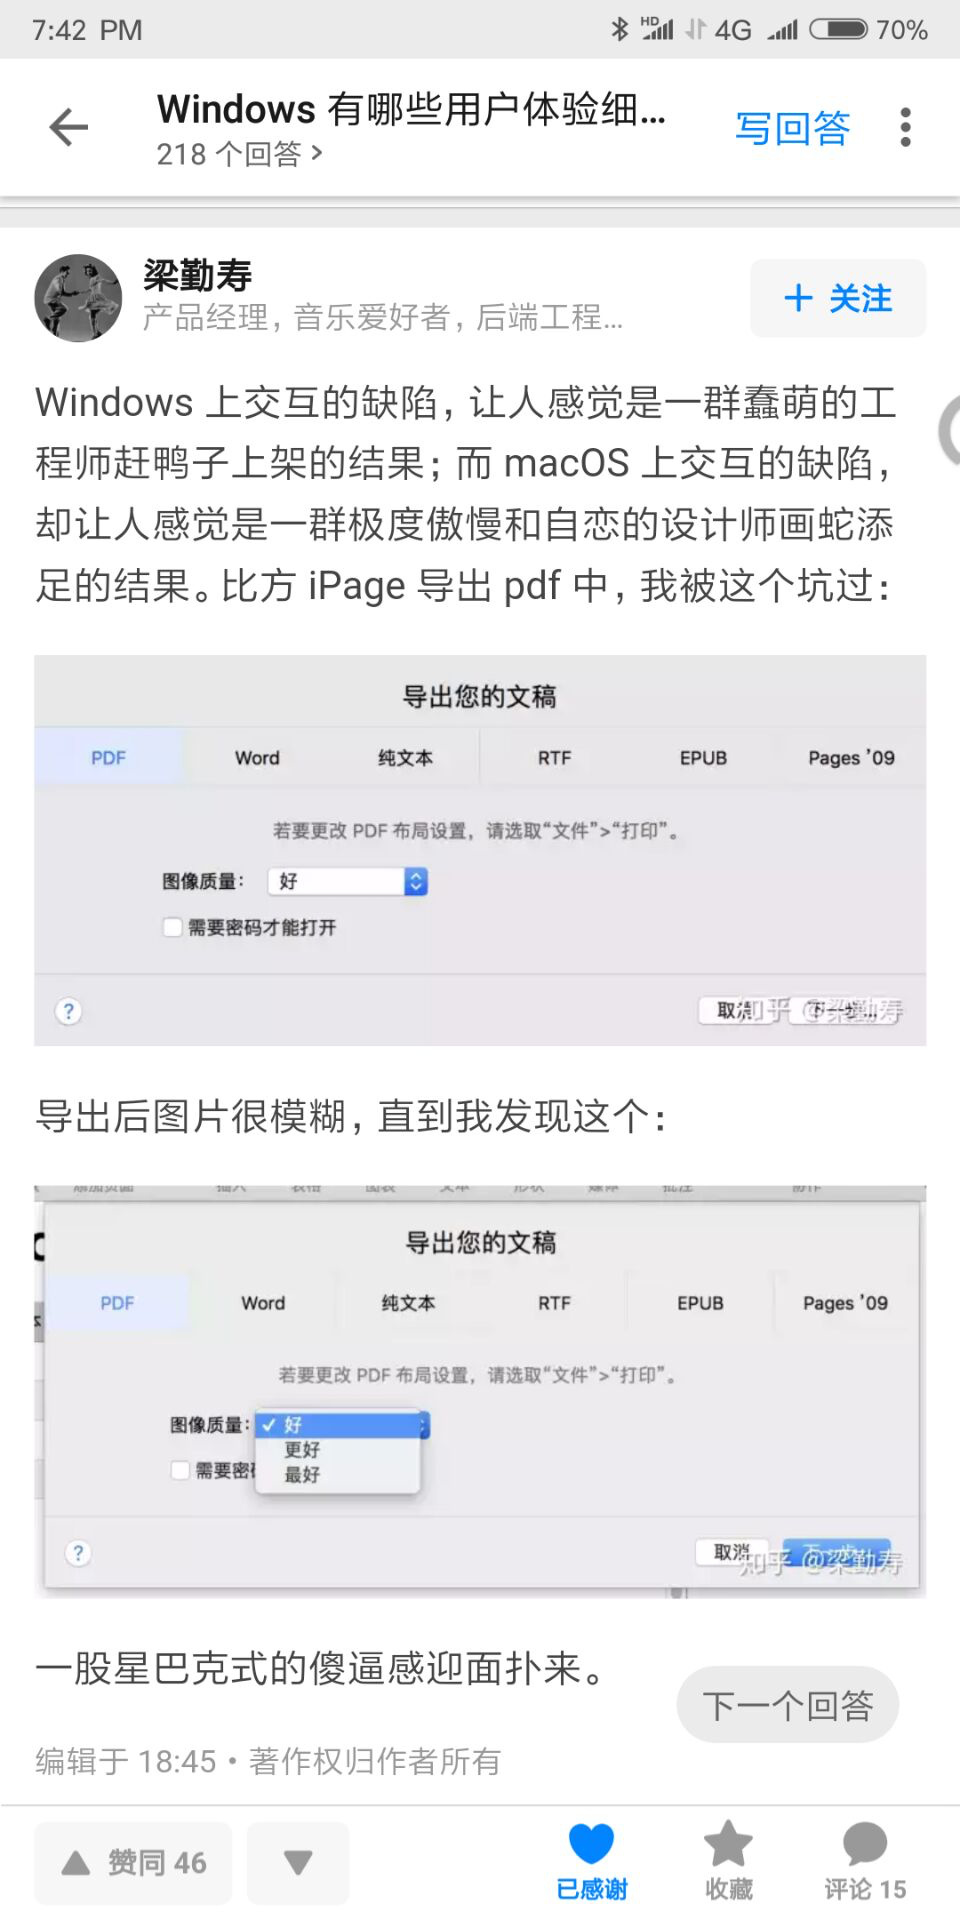 7:42 PM
HD 4G 70%
Windows 有哪些用户体验细...
218 个回答 >
写回答
梁勤寿
产品经理，音乐爱好者，后端工程...
+ 关注
Windows 上交互的缺陷，让人感觉是一群蠢萌的工
程师赶鸭子上架的结果；而 macOS 上交互的缺陷，
却让人感觉是一群极度傲慢和自恋的设计师画蛇添
足的结果。比方 iPage 导出 pdf 中，我被这个坑过：
导出您的文稿
PDF Word 纯文本 RTF EPUB Pages ’09
若要更改 PDF 布局设置，请选取“文件”>“打印”。
图像质量： 好
需要密码才能打开
? 取消 下一步...
知乎 @梁勤寿
导出后图片很模糊，直到我发现这个：
导出您的文稿
PDF Word 纯文本 RTF EPUB Pages ’09
若要更改 PDF 布局设置，请选取“文件”>“打印”。
图像质量： ✓ 好
更好
需要密
最好
? 取消
知乎 @梁勤寿
一股星巴克式的傻逼感迎面扑来。
下一个回答
编辑于 18:45 · 著作权归作者所有
赞同 46
已感谢
收藏
评论 15